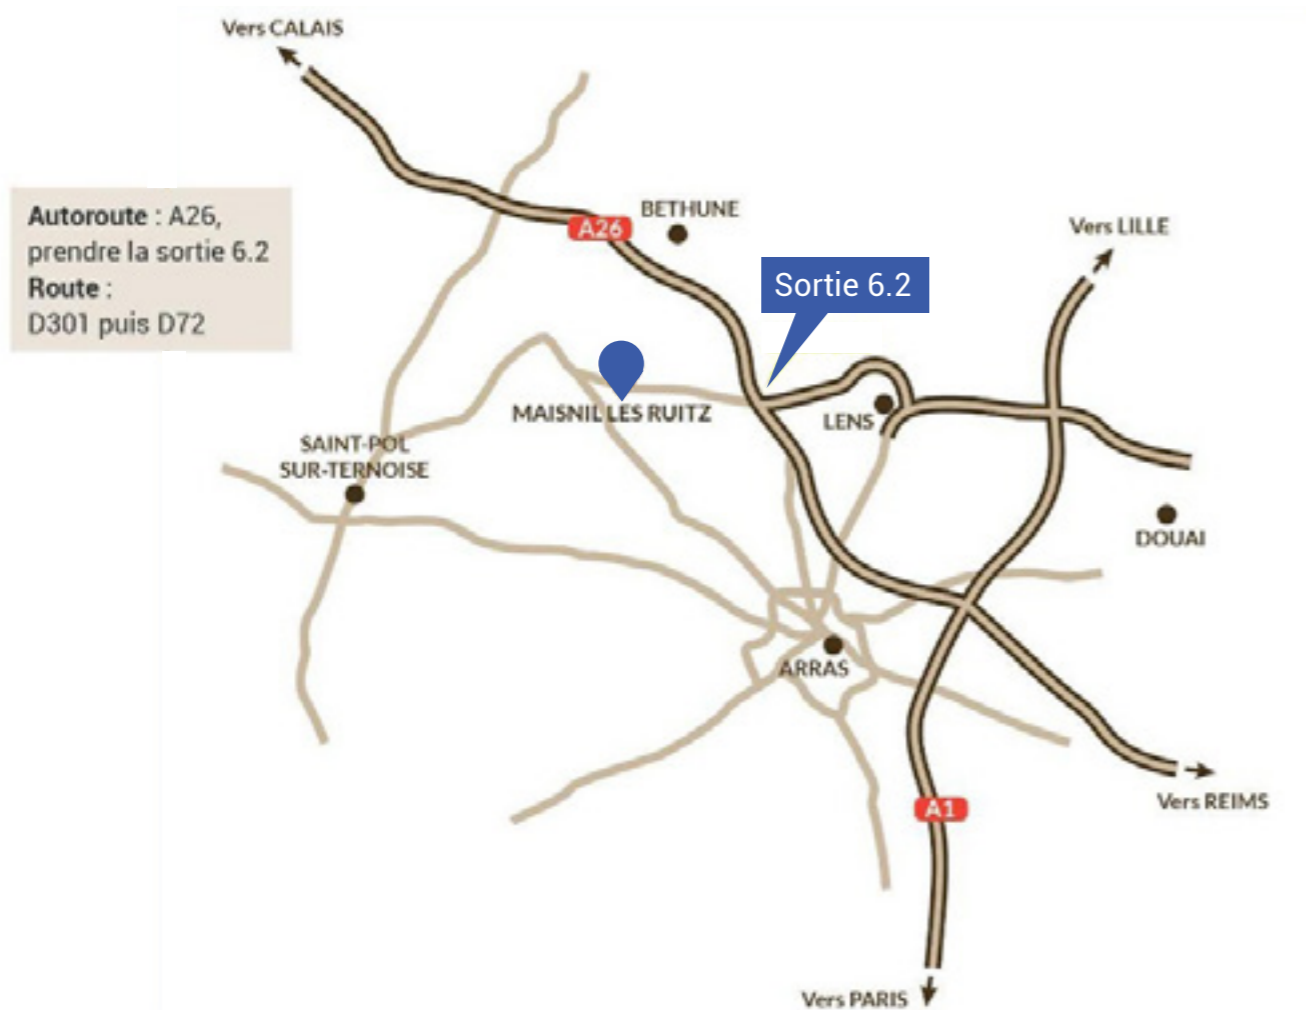 Vers CALAIS
Autoroute : A26,
prendre la sortie 6.2
Route :
D301 puis D72
BETHUNE
A26
Vers LILLE
Sortie 6.2
MAISNIL LES RUITZ
LENS
SAINT-POL
SUR-TERNOISE
DOUAI
ARRAS
Vers REIMS
A1
Vers PARIS